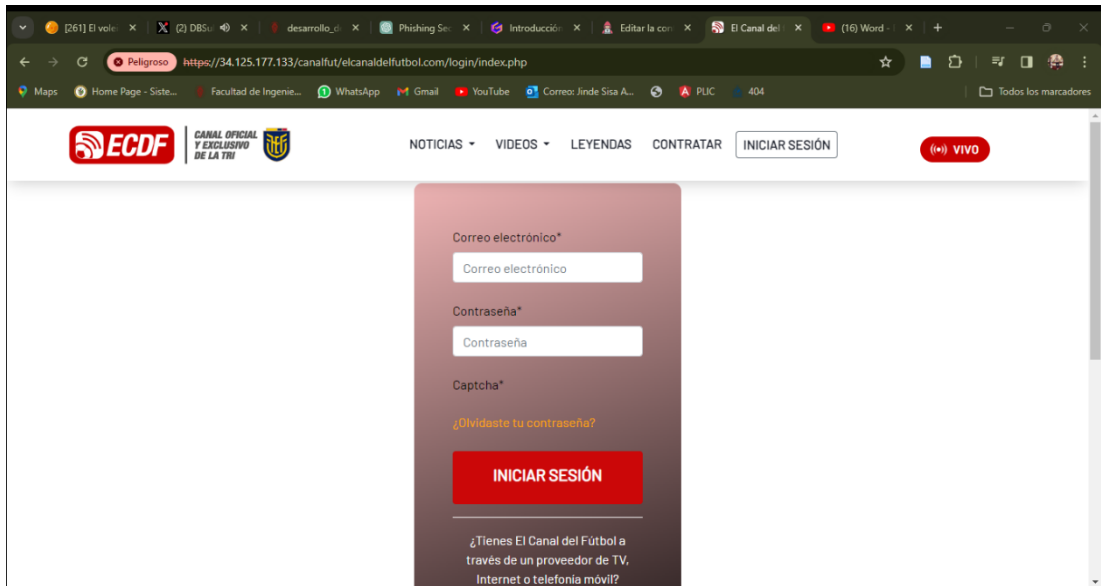 [261] El volei
(2) DBSu
desarrollo_d
Phishing Sec
Introducción
Editar la con
El Canal del
(16) Word -
Peligroso
https://34.125.177.133/canalfut/elcanaldelfutbol.com/login/index.php
Maps
Home Page - Siste...
Facultad de Ingenie...
WhatsApp
Gmail
YouTube
Correo: Jinde Sisa A...
PLIC
404
Todos los marcadores
ECDF
CANAL OFICIAL
Y EXCLUSIVO
DE LA TRI
FEF
NOTICIAS
VIDEOS
LEYENDAS
CONTRATAR
INICIAR SESIÓN
VIVO
Correo electrónico*
Correo electrónico
Contraseña*
Contraseña
Captcha*
¿Olvidaste tu contraseña?
INICIAR SESIÓN
¿Tienes El Canal del Fútbol a
través de un proveedor de TV,
Internet o telefonía móvil?